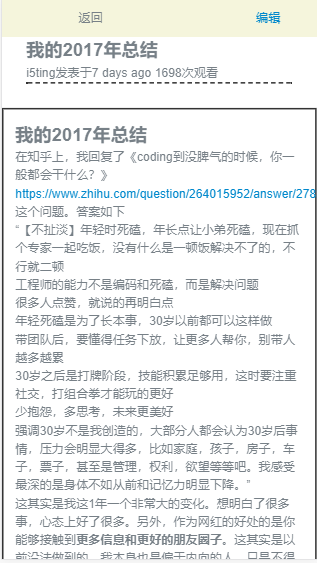 返回
编辑
我的2017年总结
i5ting发表于7 days ago 1698次观看
我的2017年总结
在知乎上，我回复了《coding到没脾气的时候，你一
般都会干什么？》
https://www.zhihu.com/question/264015952/answer/278
这个问题。答案如下
“【不扯淡】年轻时死磕，年长点让小弟死磕，现在抓
个专家一起吃饭，没有什么是一顿饭解决不了的，不
行就二顿
工程师的能力不是编码和死磕，而是解决问题
很多人点赞，就说的再明白点
年轻死磕是为了长本事，30岁以前都可以这样做
带团队后，要懂得任务下放，让更多人帮你，别带人
越多越累
30岁之后是打牌阶段，技能积累足够用，这时要注重
社交，打组合拳才能玩的更好
少抱怨，多思考，未来更美好
强调30岁不是我创造的，大部分人都会认为30岁后事
情，压力会明显大得多，比如家庭，孩子，房子，车
子，票子，甚至是管理，权利，欲望等等吧。我感受
最深的是身体不如从前和记忆力明显下降。”
这其实是我这1年一个非常大的变化。想明白了很多
事，心态上好了很多。另外，作为网红的好处的是你
能够接触到更多信息和更好的朋友圈子。这其实是以
前没法做到的，我本身也是偏于内向的人，只是不得